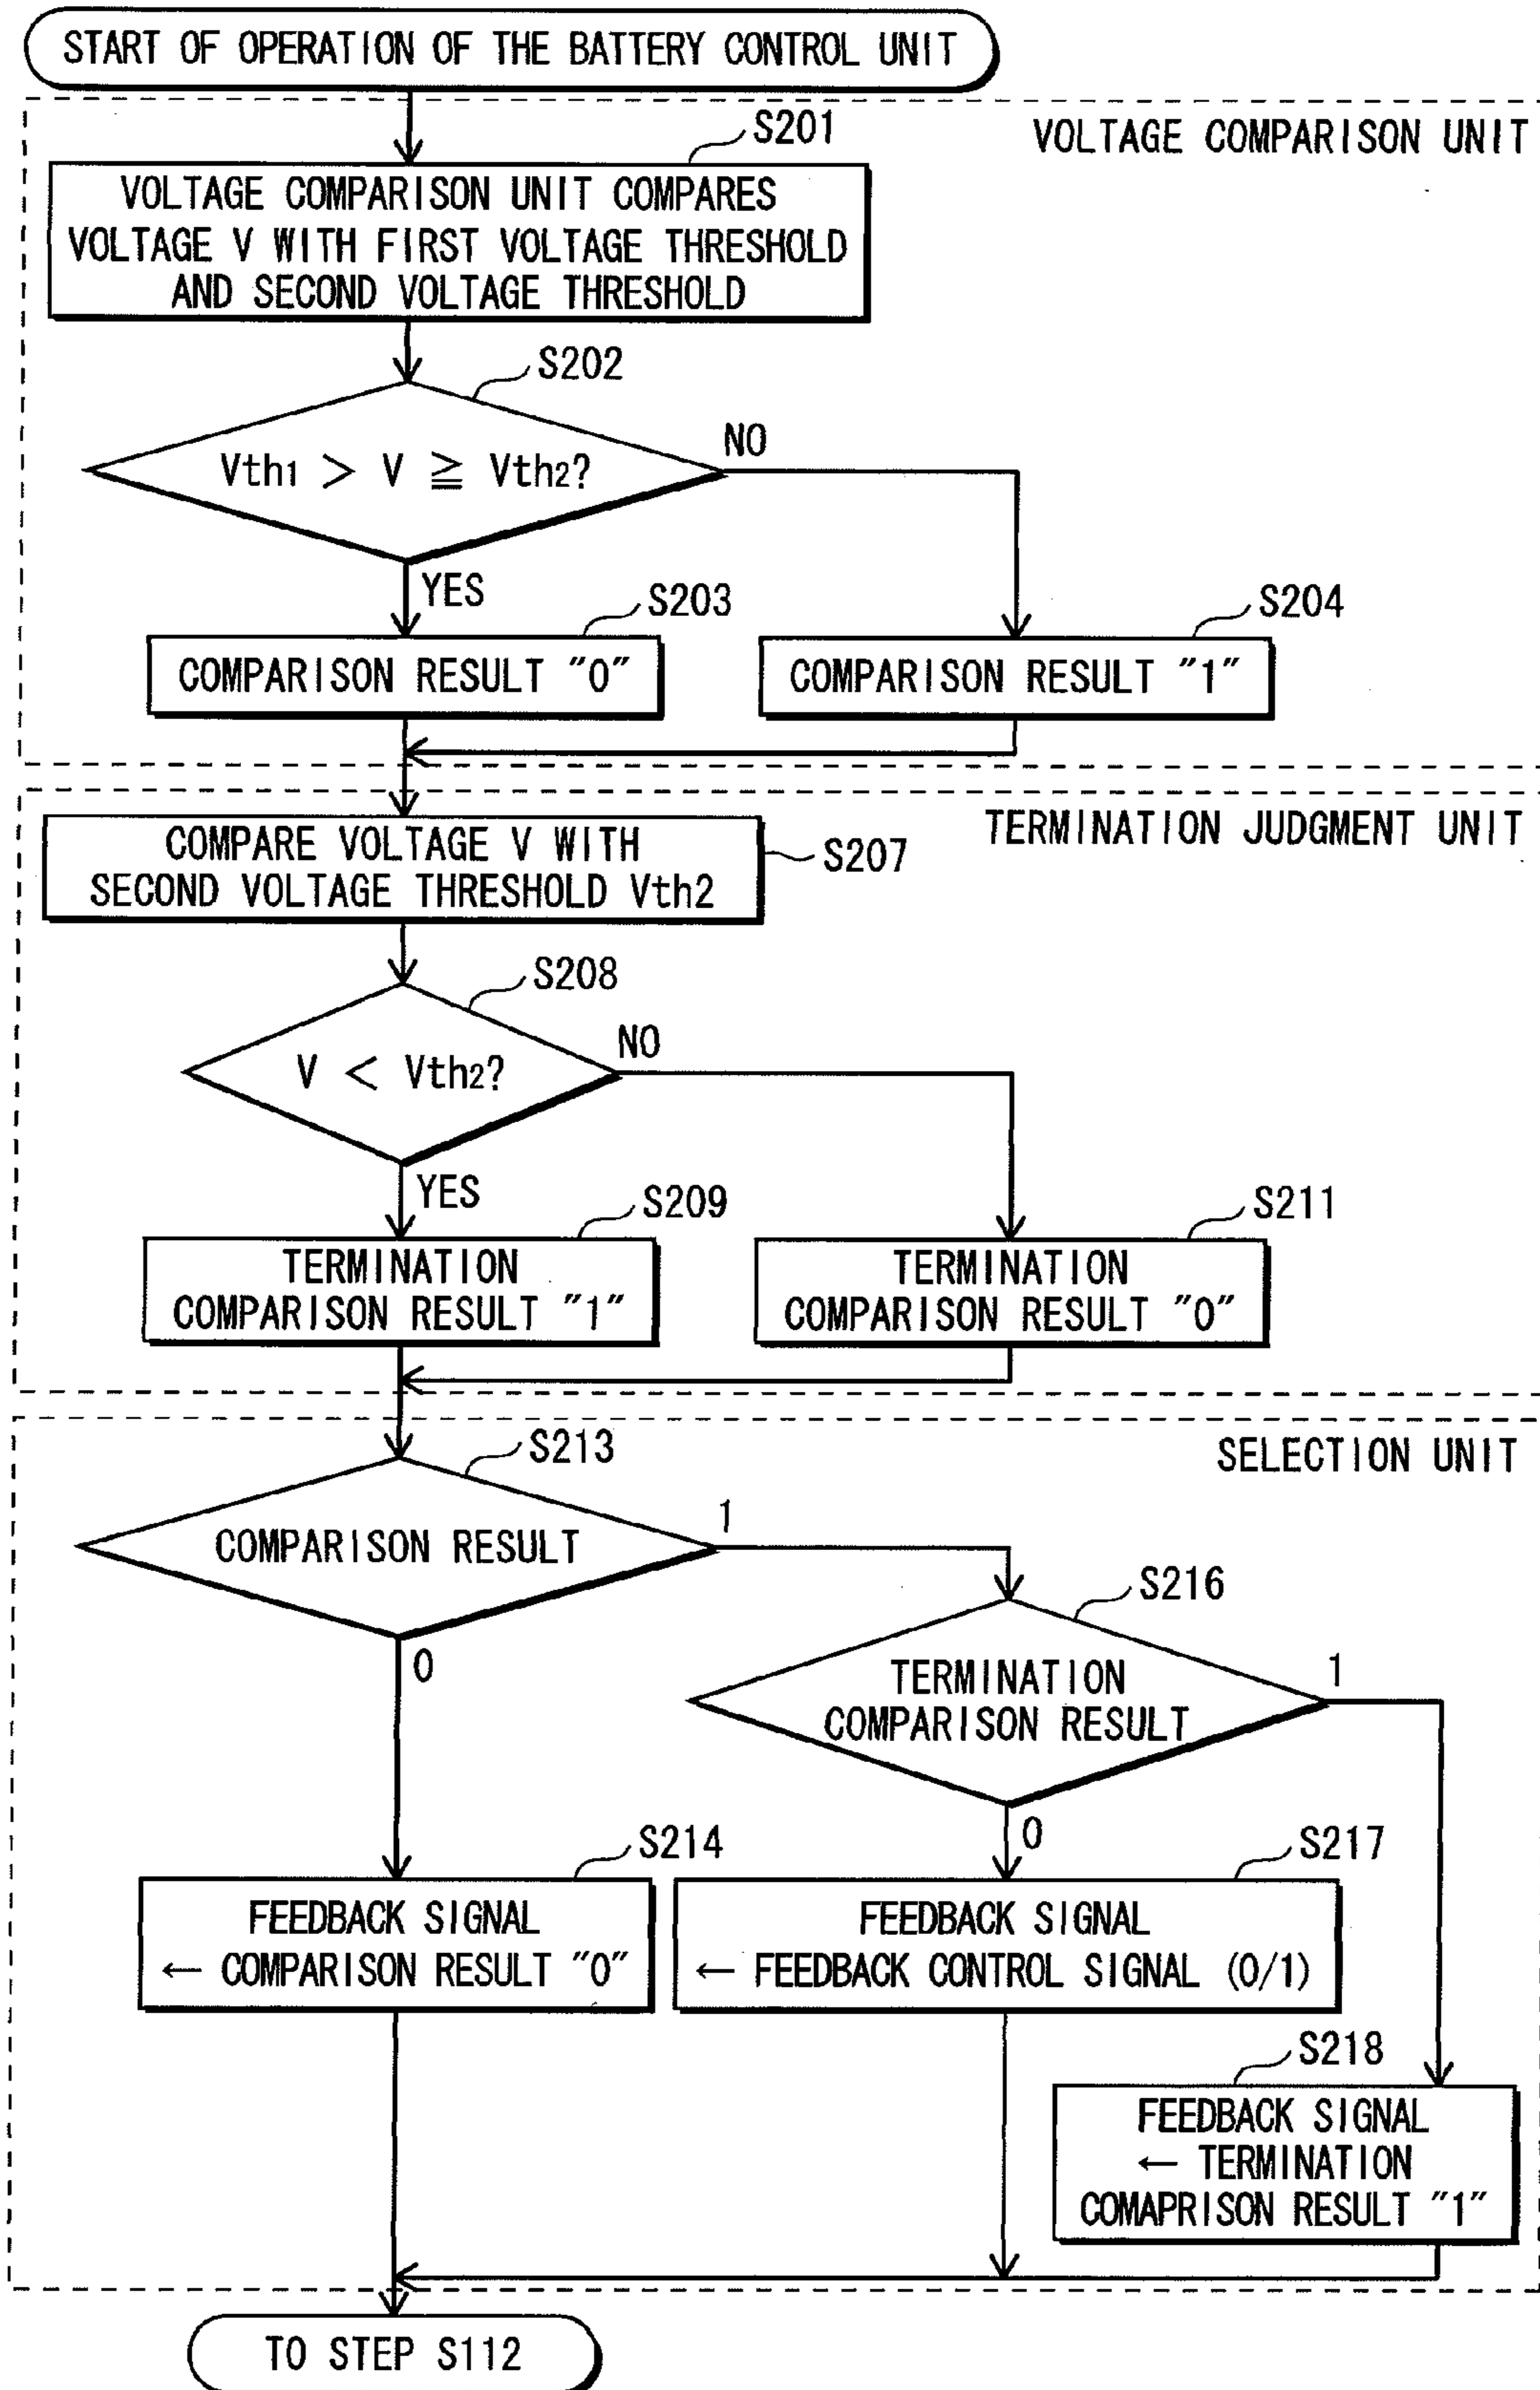 START OF OPERATION OF THE BATTERY CONTROL UNIT
VOLTAGE COMPARISON UNIT
S201
VOLTAGE COMPARISON UNIT COMPARES
VOLTAGE V WITH FIRST VOLTAGE THRESHOLD
AND SECOND VOLTAGE THRESHOLD
S202
Vth1 > V ≧ Vth2?
NO
YES
S203
COMPARISON RESULT "0"
S204
COMPARISON RESULT "1"
TERMINATION JUDGMENT UNIT
COMPARE VOLTAGE V WITH
SECOND VOLTAGE THRESHOLD Vth2
S207
S208
V < Vth2?
NO
YES
S209
TERMINATION
COMPARISON RESULT "1"
S211
TERMINATION
COMPARISON RESULT "0"
SELECTION UNIT
S213
COMPARISON RESULT
1
0
S216
TERMINATION
COMPARISON RESULT
1
0
S214
FEEDBACK SIGNAL
← COMPARISON RESULT "0"
S217
FEEDBACK SIGNAL
← FEEDBACK CONTROL SIGNAL (0/1)
S218
FEEDBACK SIGNAL
← TERMINATION
COMAPRISON RESULT "1"
TO STEP S112